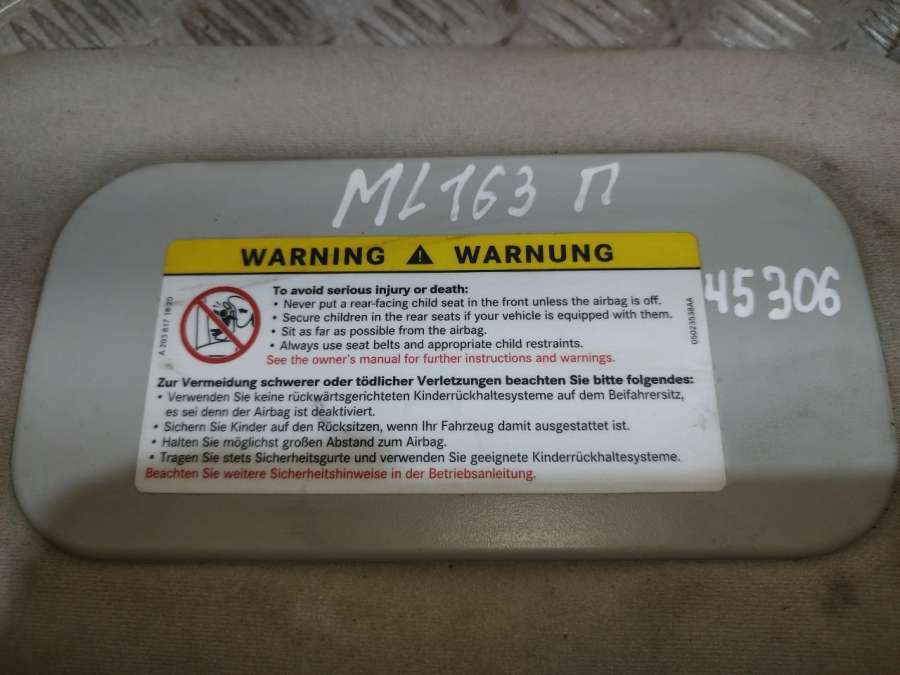 ML163 П
WARNING ⚠ WARNUNG
45306
To avoid serious injury or death:
• Never put a rear-facing child seat in the front unless the airbag is off.
• Secure children in the rear seats if your vehicle is equipped with them.
• Sit as far as possible from the airbag.
• Always use seat belts and appropriate child restraints.
See the owner's manual for further instructions and warnings.
A 203 817 18 20
05023538AA
Zur Vermeidung schwerer oder tödlicher Verletzungen beachten Sie bitte folgendes:
• Verwenden Sie keine rückwärtsgerichteten Kinderrückhaltesysteme auf dem Beifahrersitz,
es sei denn der Airbag ist deaktiviert.
• Sichern Sie Kinder auf den Rücksitzen, wenn Ihr Fahrzeug damit ausgestattet ist.
• Halten Sie möglichst großen Abstand zum Airbag.
• Tragen Sie stets Sicherheitsgurte und verwenden Sie geeignete Kinderrückhaltesysteme.
Beachten Sie weitere Sicherheitshinweise in der Betriebsanleitung.